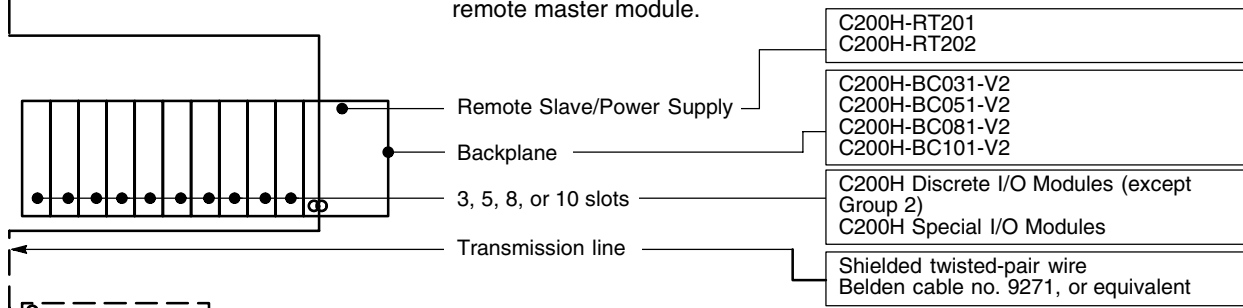 remote master module.
C200H-RT201
C200H-RT202
Remote Slave/Power Supply
C200H-BC031-V2
C200H-BC051-V2
C200H-BC081-V2
C200H-BC101-V2
Backplane
3, 5, 8, or 10 slots
C200H Discrete I/O Modules (except
Group 2)
C200H Special I/O Modules
Transmission line
Shielded twisted-pair wire
Belden cable no. 9271, or equivalent